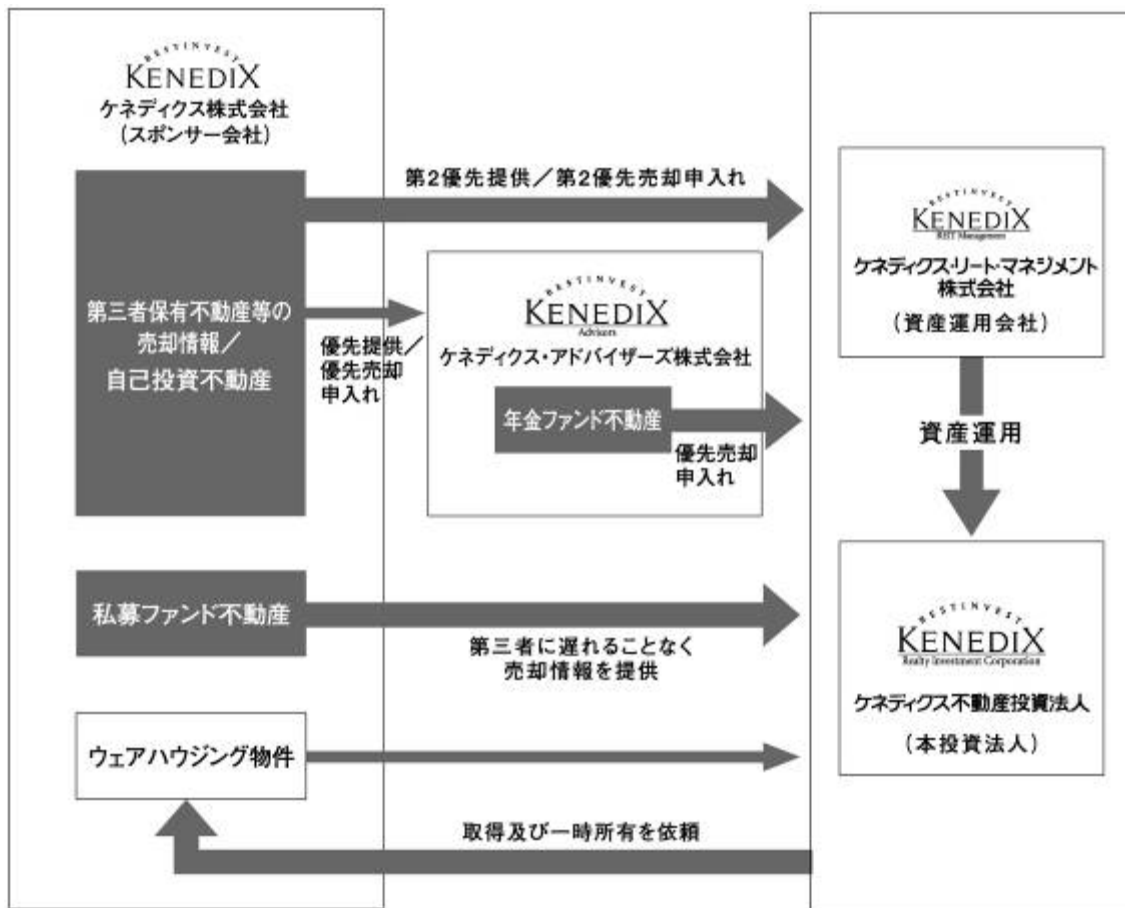 BESTINVEST
KENEDIX
ケネディクス株式会社
(スポンサー会社)
第三者保有不動産等の
売却情報／
自己投資不動産
第2優先提供／第2優先売却申入れ
優先提供／
優先売却
申入れ
BESTINVEST
KENEDIX
Advisors
ケネディクス・アドバイザーズ株式会社
年金ファンド不動産
優先売却
申入れ
BESTINVEST
KENEDIX
REIT Management
ケネディクス・リート・マネジメント
株式会社
(資産運用会社)
資産運用
私募ファンド不動産
第三者に遅れることなく
売却情報を提供
BESTINVEST
KENEDIX
Realty Investment Corporation
ケネディクス不動産投資法人
(本投資法人)
ウェアハウジング物件
取得及び一時所有を依頼